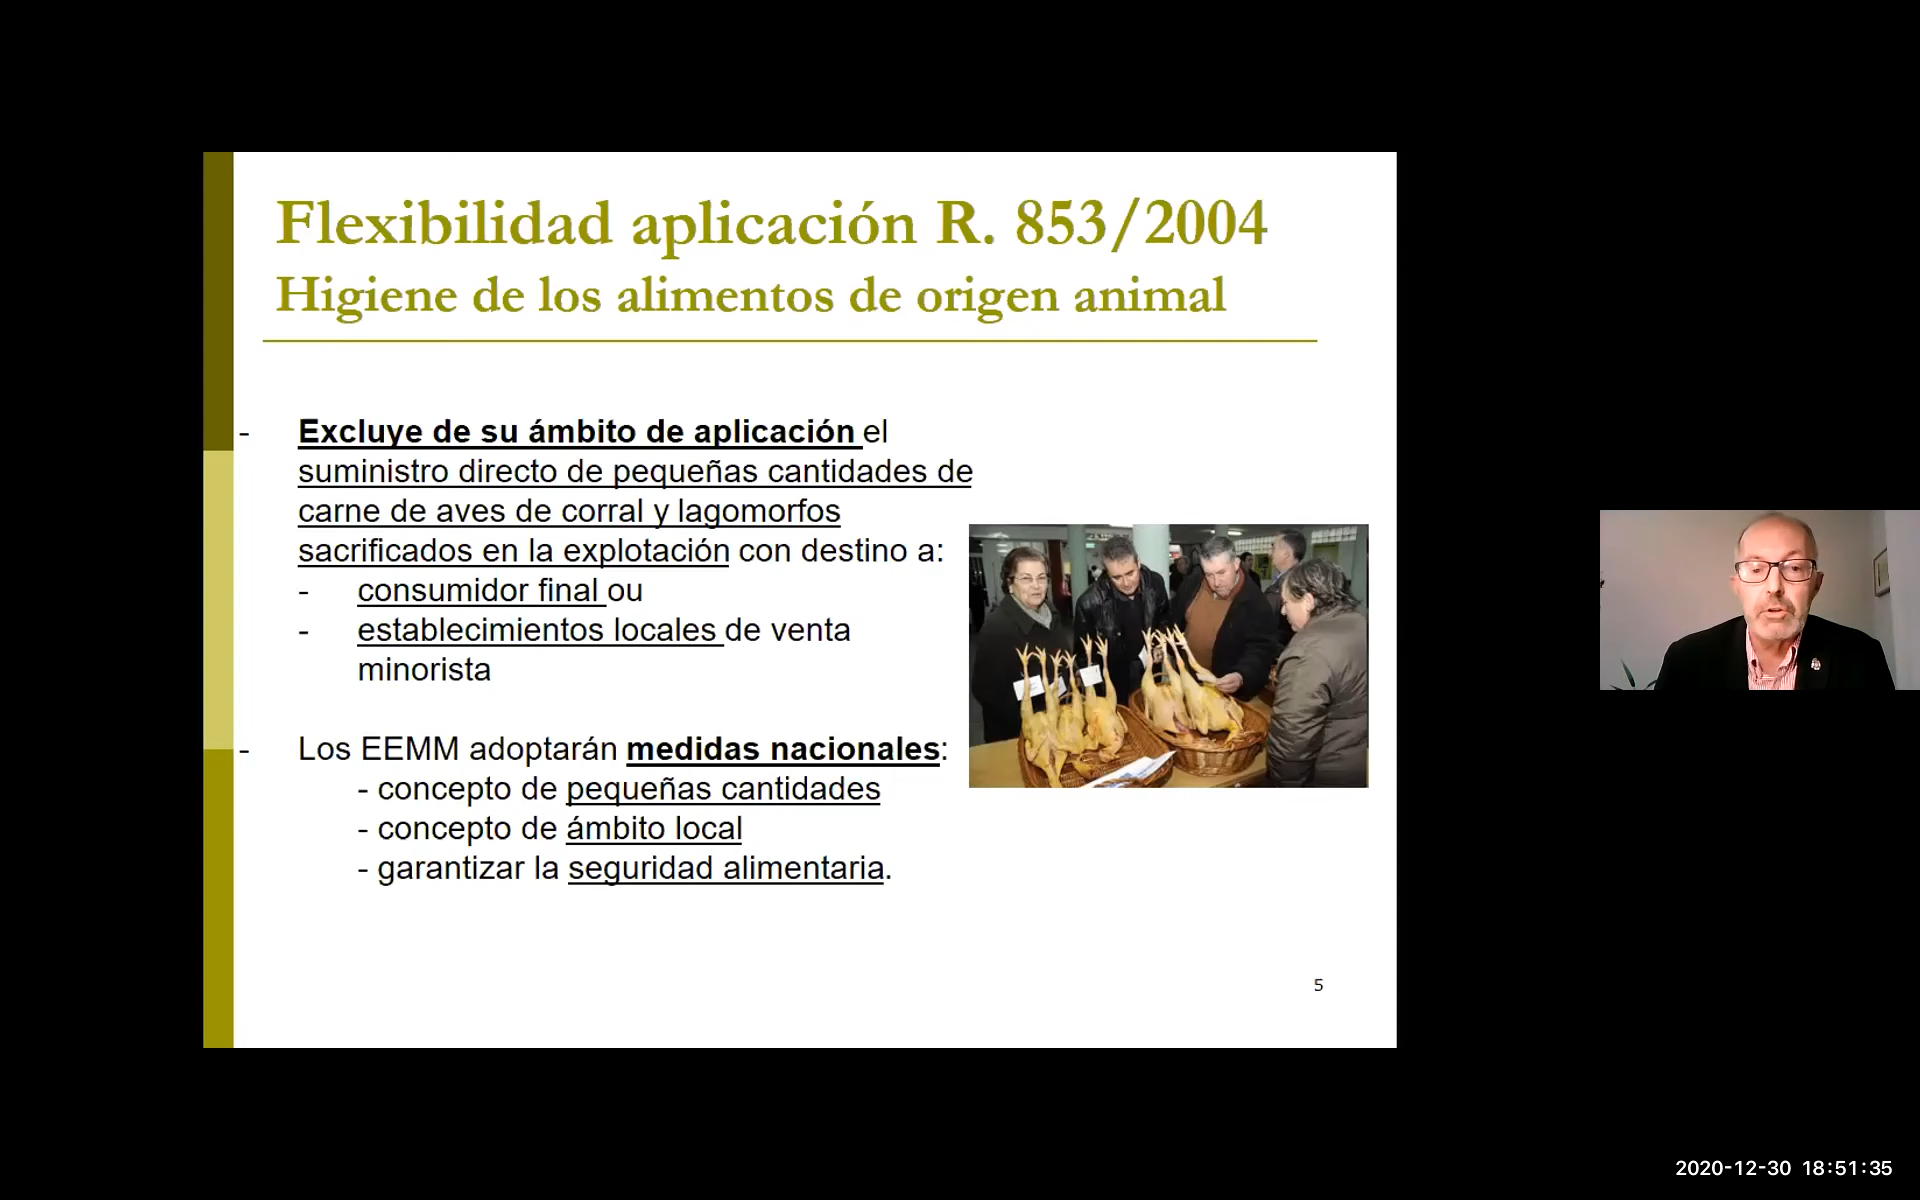 Flexibilidad aplicación R. 853/2004
Higiene de los alimentos de origen animal
- Excluye de su ámbito de aplicación el
suministro directo de pequeñas cantidades de
carne de aves de corral y lagomorfos
sacrificados en la explotación con destino a:
- consumidor final ou
- establecimientos locales de venta
minorista
- Los EEMM adoptarán medidas nacionales:
- concepto de pequeñas cantidades
- concepto de ámbito local
- garantizar la seguridad alimentaria.
5
2020-12-30 18:51:35